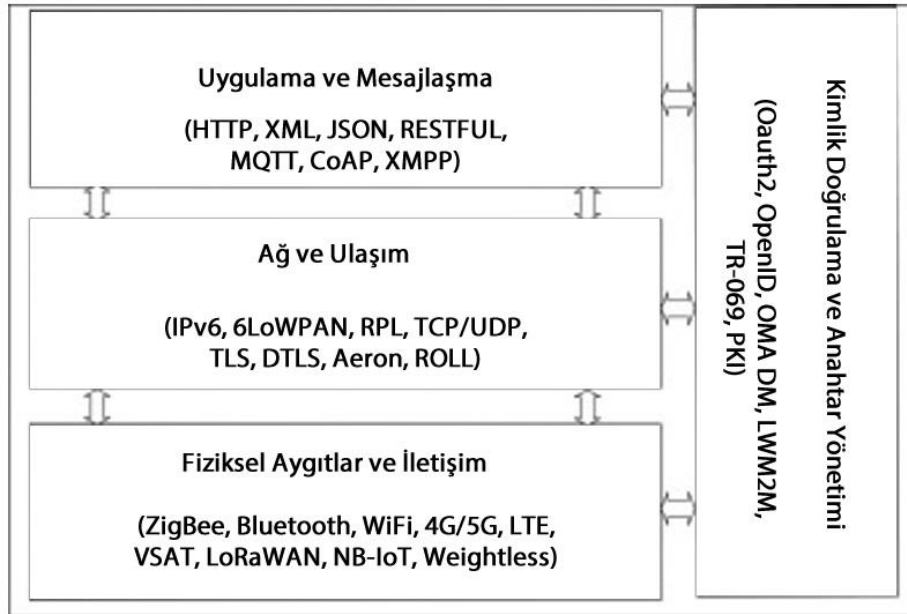 Uygulama ve Mesajlaşma
(HTTP, XML, JSON, RESTFUL,
MQTT, CoAP, XMPP)
Ağ ve Ulaşım
(IPv6, 6LoWPAN, RPL, TCP/UDP,
TLS, DTLS, Aeron, ROLL)
Fiziksel Aygıtlar ve İletişim
(ZigBee, Bluetooth, WiFi, 4G/5G, LTE,
VSAT, LoRaWAN, NB-IoT, Weightless)
Kimlik Doğrulama ve Anahtar Yönetimi
(Oauth2, OpenID, OMA DM, LWM2M,
TR-069, PKI)